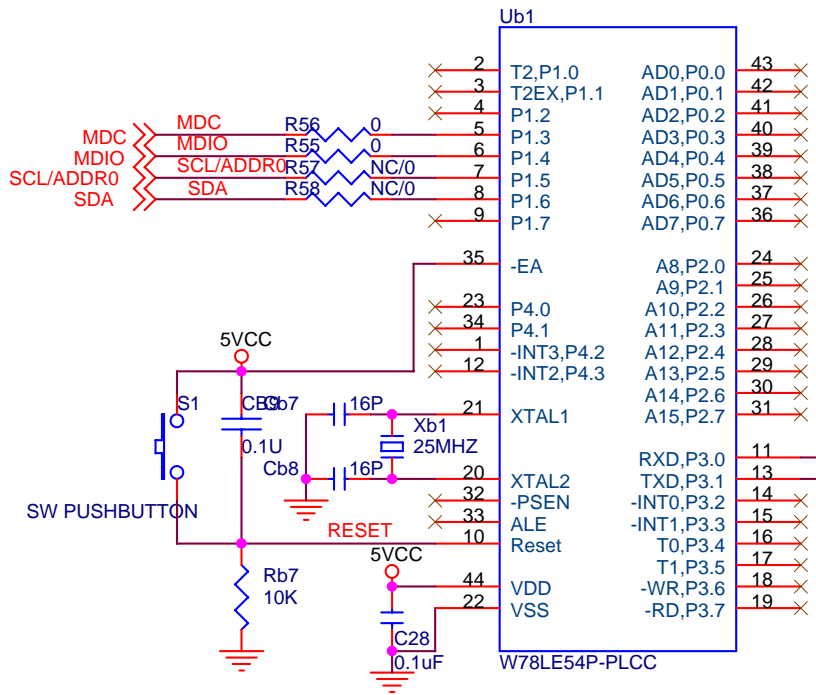 Ub1
2 T2,P1.0 AD0,P0.0 43
3 T2EX,P1.1 AD1,P0.1 42
4 P1.2 AD2,P0.2 41
MDC MDC R56 0 5 P1.3 AD3,P0.3 40
MDIO MDIO R55 0 6 P1.4 AD4,P0.4 39
SCL/ADDR0 SCL/ADDR0 R57 NC/0 7 P1.5 AD5,P0.5 38
SDA SDA R58 NC/0 8 P1.6 AD6,P0.6 37
9 P1.7 AD7,P0.7 36
35 -EA A8,P2.0 24
A9,P2.1 25
23 P4.0 A10,P2.2 26
34 P4.1 A11,P2.3 27
5VCC 1 -INT3,P4.2 A12,P2.4 28
12 -INT2,P4.3 A13,P2.5 29
A14,P2.6 30
S1 Cb7 16P 21 XTAL1 A15,P2.7 31
0.1U Xb1
25MHZ
RXD,P3.0 11
Cb8 16P 20 XTAL2 TXD,P3.1 13
32 -PSEN -INT0,P3.2 14
SW PUSHBUTTON 33 ALE -INT1,P3.3 15
RESET 10 Reset T0,P3.4 16
5VCC T1,P3.5 17
Rb7 44 VDD -WR,P3.6 18
10K 22 VSS -RD,P3.7 19
C28
0.1uF
W78LE54P-PLCC